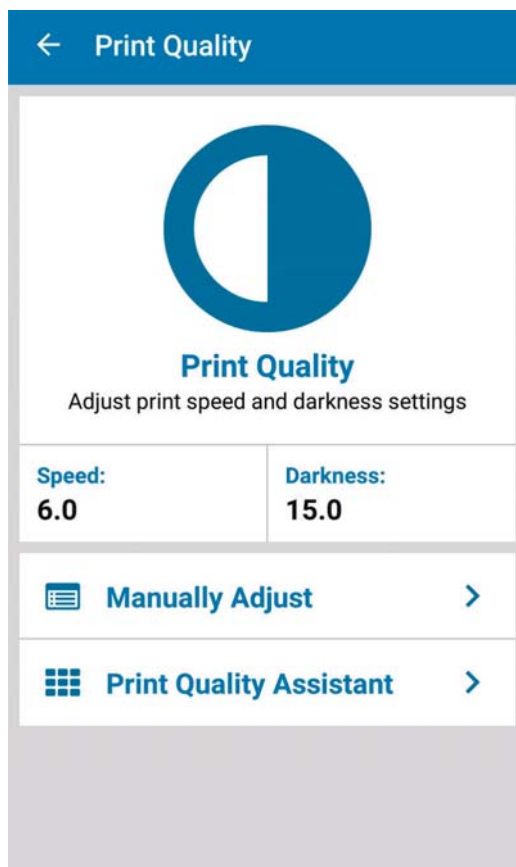 Print Quality
Print Quality
Adjust print speed and darkness settings
Speed:
6.0
Darkness:
15.0
Manually Adjust
Print Quality Assistant